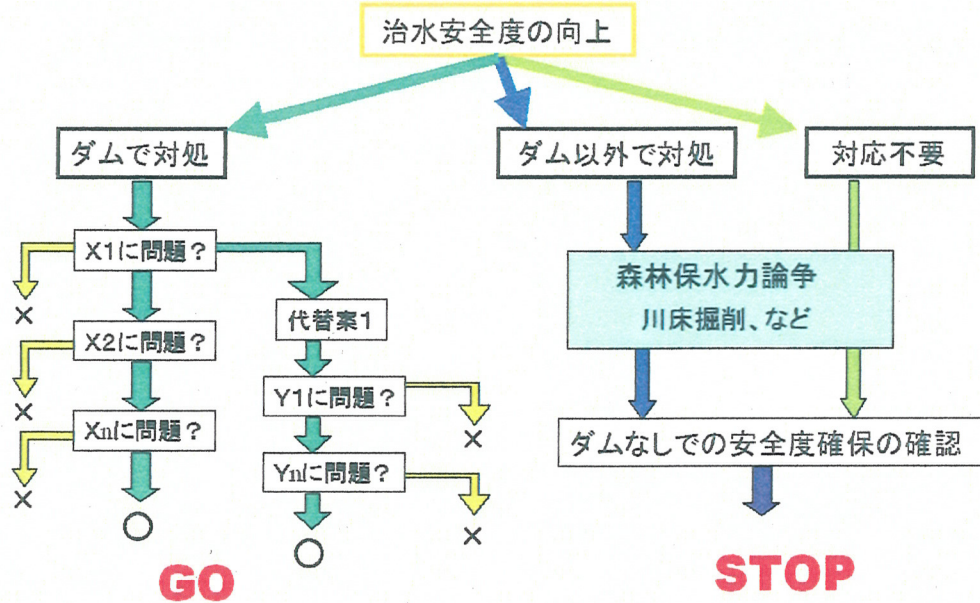 治水安全度の向上
ダムで対処
ダム以外で対処
対応不要
X1に問題？
X2に問題？
Xnに問題？
×
×
×
○
代替案1
Y1に問題？
Ynに問題？
×
×
○
森林保水力論争
川床掘削、など
ダムなしでの安全度確保の確認
GO
STOP